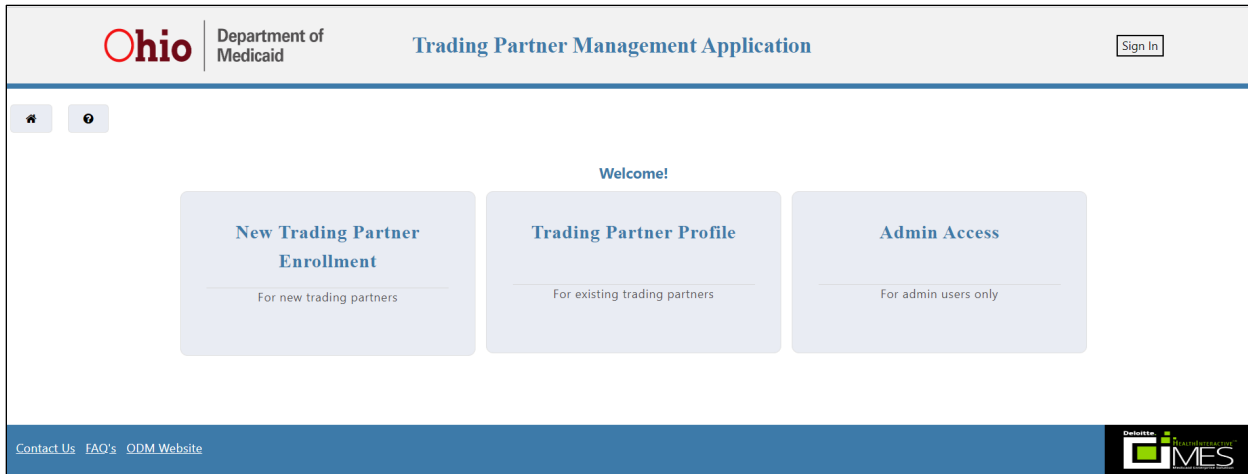 Ohio
Department of
Medicaid
Trading Partner Management Application
Sign In
Welcome!
New Trading Partner
Enrollment
For new trading partners
Trading Partner Profile
For existing trading partners
Admin Access
For admin users only
Contact Us FAQ's ODM Website
Deloitte.
HealthInteractive™
iMES